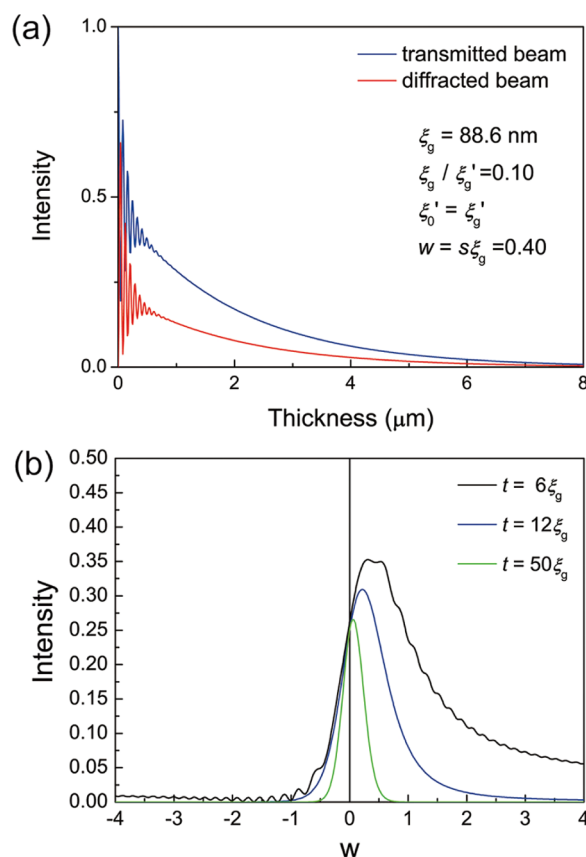 (a)
1.0
0.5
0.0
Intensity
transmitted beam
diffracted beam
ξg = 88.6 nm
ξg / ξg' =0.10
ξ0' = ξg'
w = sξg =0.40
0 2 4 6 8
Thickness (μm)
(b)
0.50
0.45
0.40
0.35
0.30
0.25
0.20
0.15
0.10
0.05
0.00
Intensity
t = 6ξg
t = 12ξg
t = 50ξg
-4 -3 -2 -1 0 1 2 3 4
w